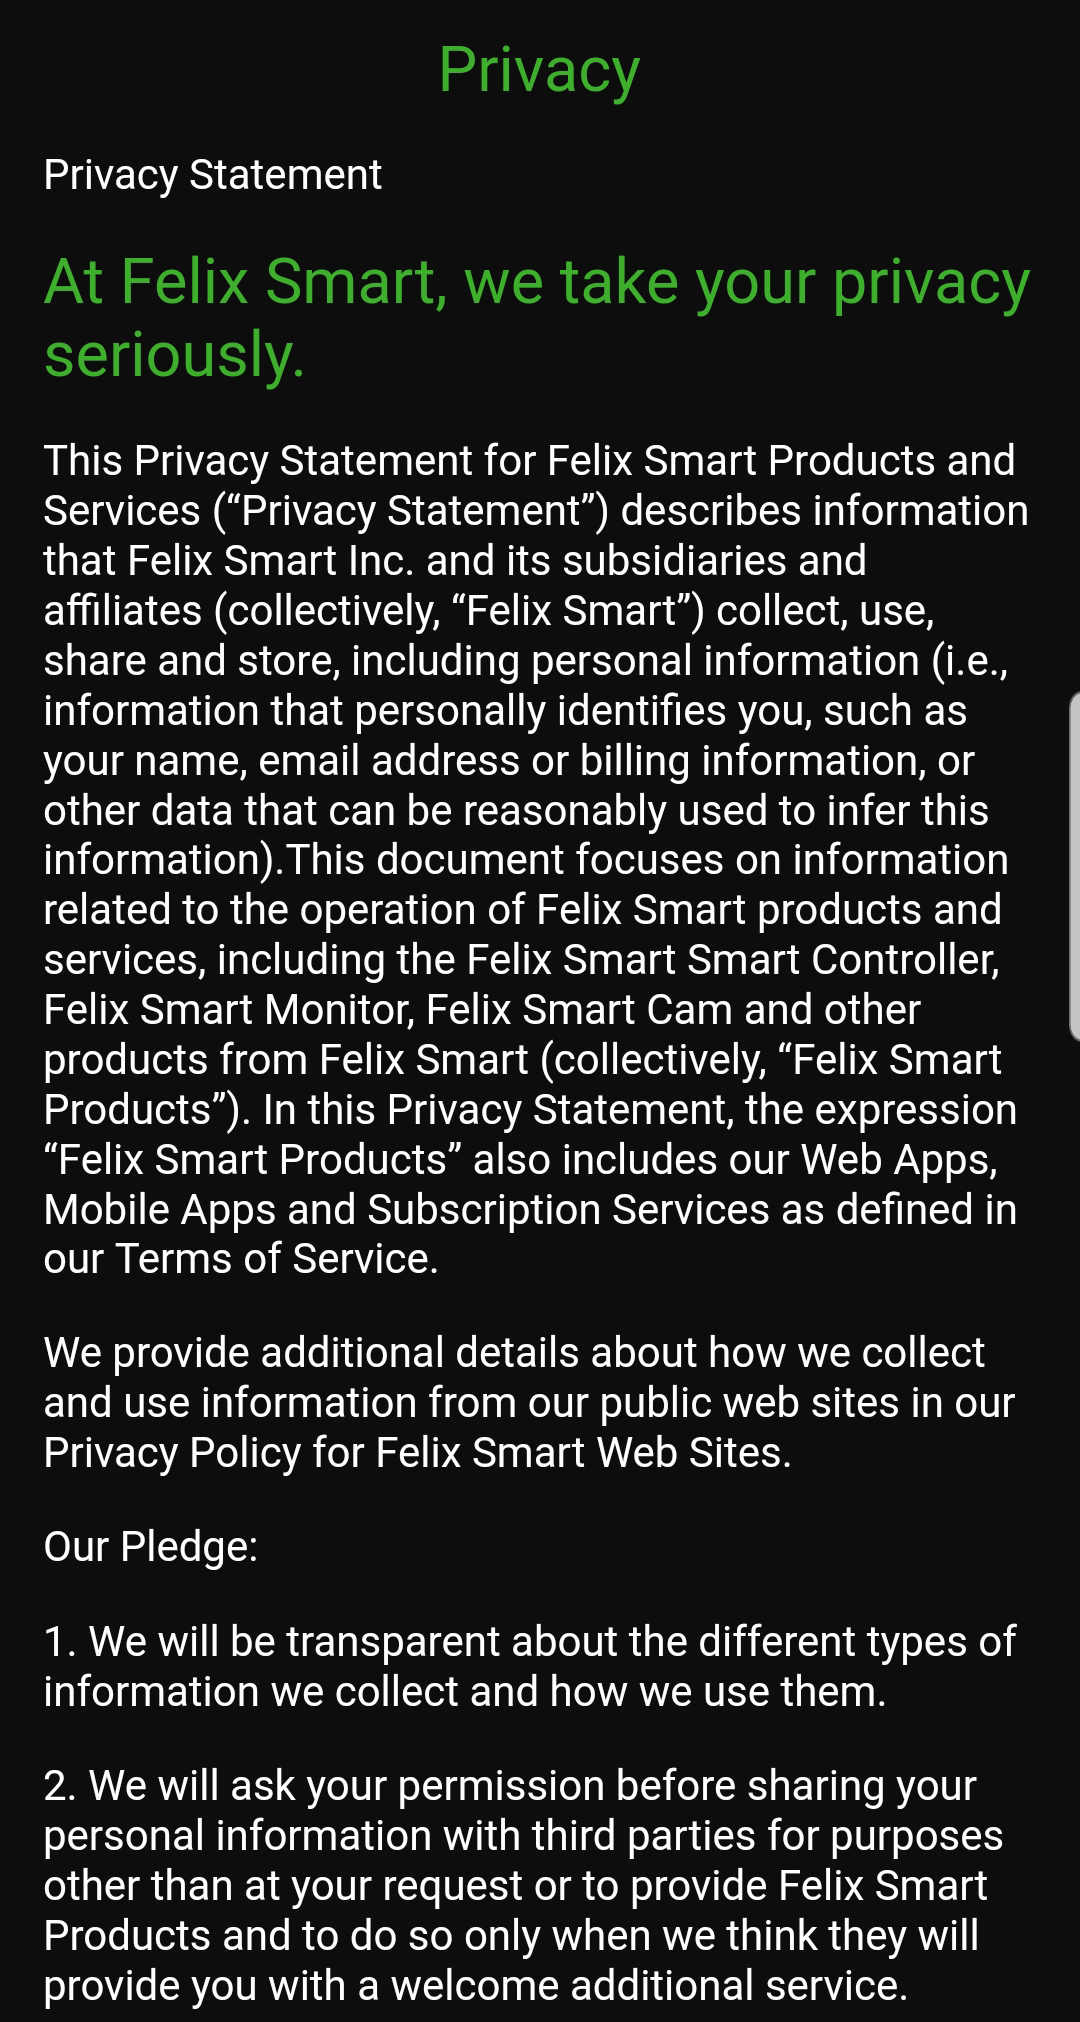 Privacy
Privacy Statement
At Felix Smart, we take your privacy
seriously.
This Privacy Statement for Felix Smart Products and
Services (“Privacy Statement”) describes information
that Felix Smart Inc. and its subsidiaries and
affiliates (collectively, “Felix Smart”) collect, use,
share and store, including personal information (i.e.,
information that personally identifies you, such as
your name, email address or billing information, or
other data that can be reasonably used to infer this
information).This document focuses on information
related to the operation of Felix Smart products and
services, including the Felix Smart Smart Controller,
Felix Smart Monitor, Felix Smart Cam and other
products from Felix Smart (collectively, “Felix Smart
Products”). In this Privacy Statement, the expression
“Felix Smart Products” also includes our Web Apps,
Mobile Apps and Subscription Services as defined in
our Terms of Service.
We provide additional details about how we collect
and use information from our public web sites in our
Privacy Policy for Felix Smart Web Sites.
Our Pledge:
1. We will be transparent about the different types of
information we collect and how we use them.
2. We will ask your permission before sharing your
personal information with third parties for purposes
other than at your request or to provide Felix Smart
Products and to do so only when we think they will
provide you with a welcome additional service.